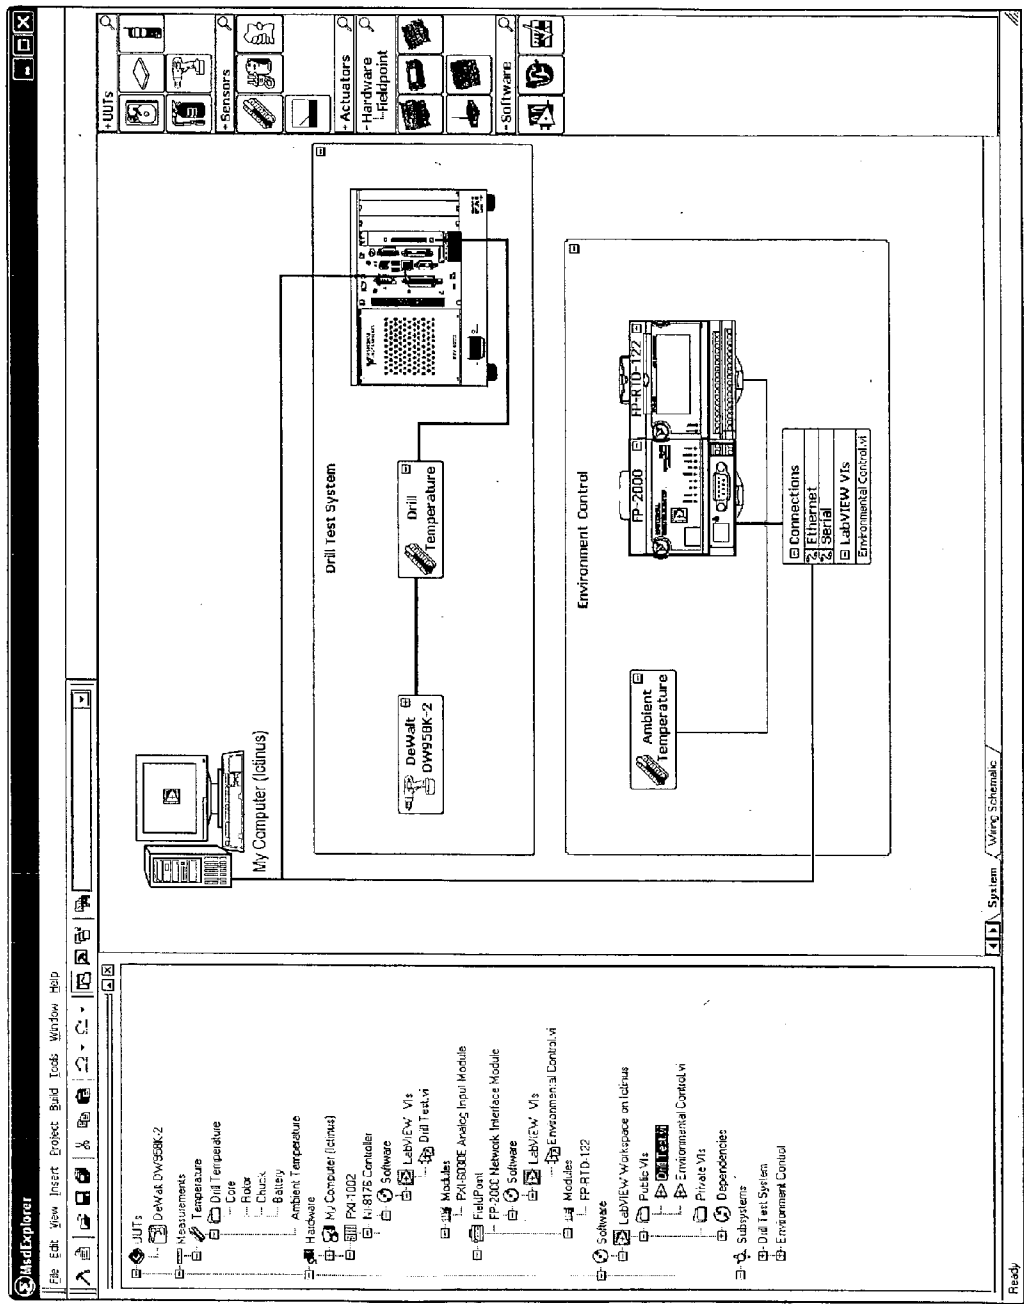 MsdExplorer
File Edit View Insert Project Build Tools Window Help
UUTs
DeWalt DW958K-2
Measurements
Temperature
Drill Temperature
Core
Rotor
Chuck
Battery
Ambient Temperature
Hardware
My Computer (Ictinus)
PXI-1002
NI-8176 Controller
Software
LabVIEW VIs
Drill Test.vi
Modules
PXI-6030E Analog Input Module
FieldPoint
FP-2000 Network Interface Module
Software
LabVIEW VIs
Environmental Control.vi
Modules
FP-RTD-122
Software
LabVIEW Workspace on Ictinus
Public VIs
Drill Test.vi
Environmental Control.vi
Private VIs
Dependencies
Subsystems
Drill Test System
Environment Control
My Computer (Ictinus)
Drill Test System
DeWalt
DW958K-2
Drill
Temperature
Environment Control
Ambient
Temperature
FP-2000
FP-RTD-122
Connections
Ethernet
Serial
LabVIEW VIs
Environmental Control.vi
System
Wiring Schematic
+UUTs
+Sensors
+Actuators
-Hardware
Fieldpoint
-Software
Ready